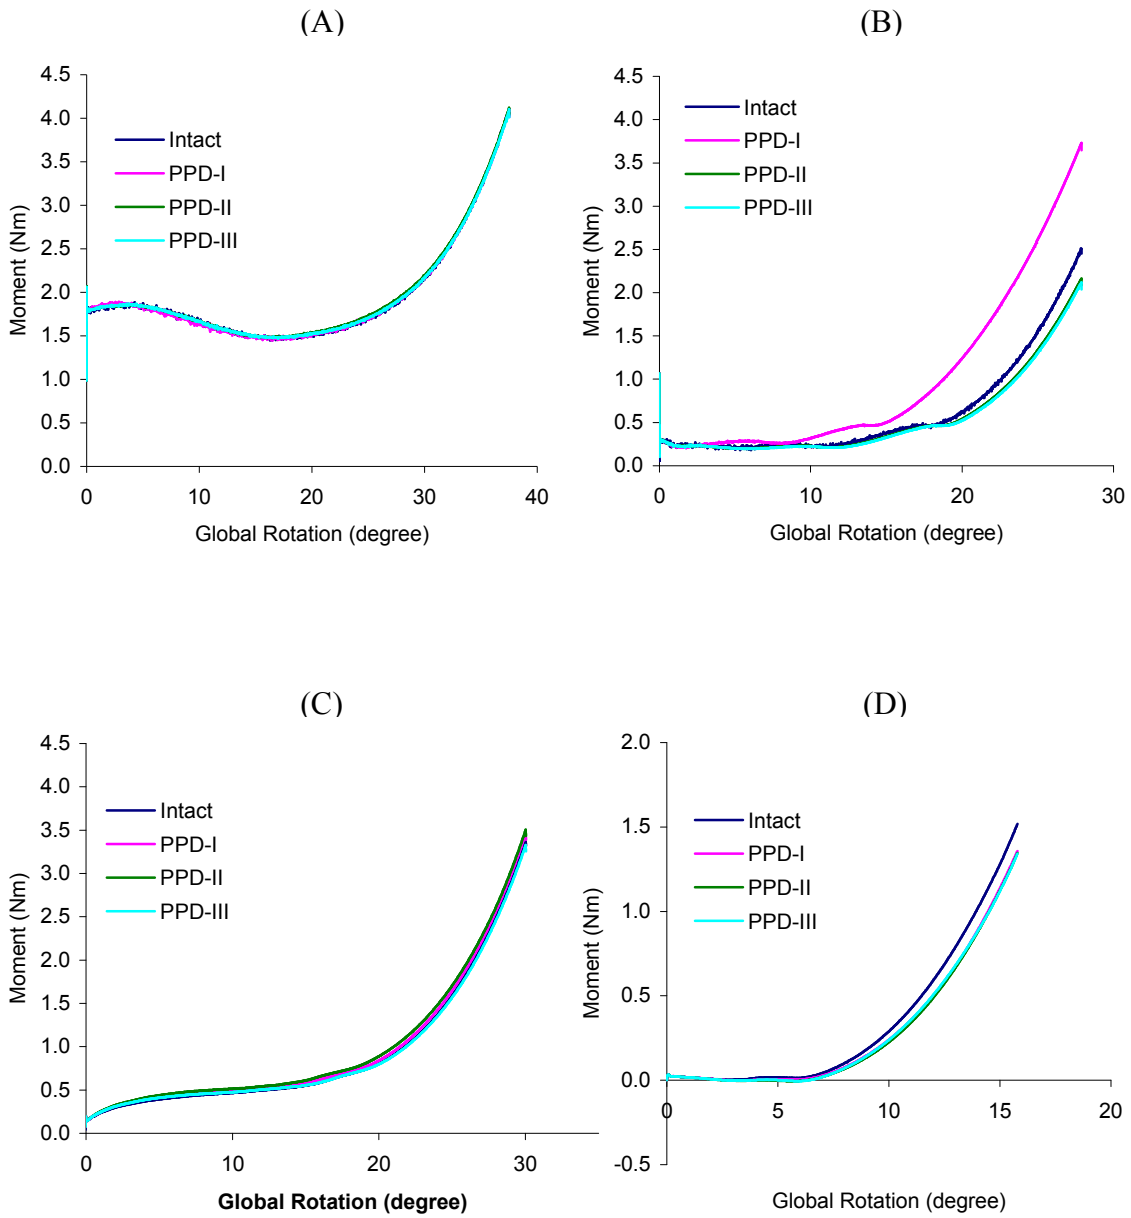 (A)
4.5
4.0
3.5
3.0
2.5
2.0
1.5
1.0
0.5
0.0
Moment (Nm)
Intact
PPD-I
PPD-II
PPD-III
0 10 20 30 40
Global Rotation (degree)
(B)
4.5
4.0
3.5
3.0
2.5
2.0
1.5
1.0
0.5
0.0
Moment (Nm)
Intact
PPD-I
PPD-II
PPD-III
0 10 20 30
Global Rotation (degree)
(C)
4.5
4.0
3.5
3.0
2.5
2.0
1.5
1.0
0.5
0.0
Moment (Nm)
Intact
PPD-I
PPD-II
PPD-III
0 10 20 30
Global Rotation (degree)
(D)
2.0
1.5
1.0
0.5
0.0
-0.5
Moment (Nm)
Intact
PPD-I
PPD-II
PPD-III
0 5 10 15 20
Global Rotation (degree)